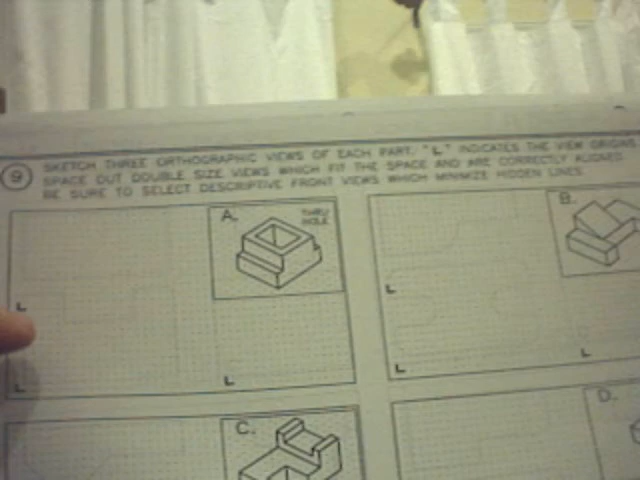 9 SKETCH THREE ORTHOGRAPHIC VIEWS OF EACH PART. "L" INDICATES THE VIEW ORIGINS
SPACE OUT DOUBLE SIZE VIEWS WHICH FIT THE SPACE AND ARE CORRECTLY ALIGNED.
BE SURE TO SELECT DESCRIPTIVE FRONT VIEWS WHICH MINIMIZE HIDDEN LINES.
A. THRU
HOLE
B.
L
L
L
L
L
L
C.
D.